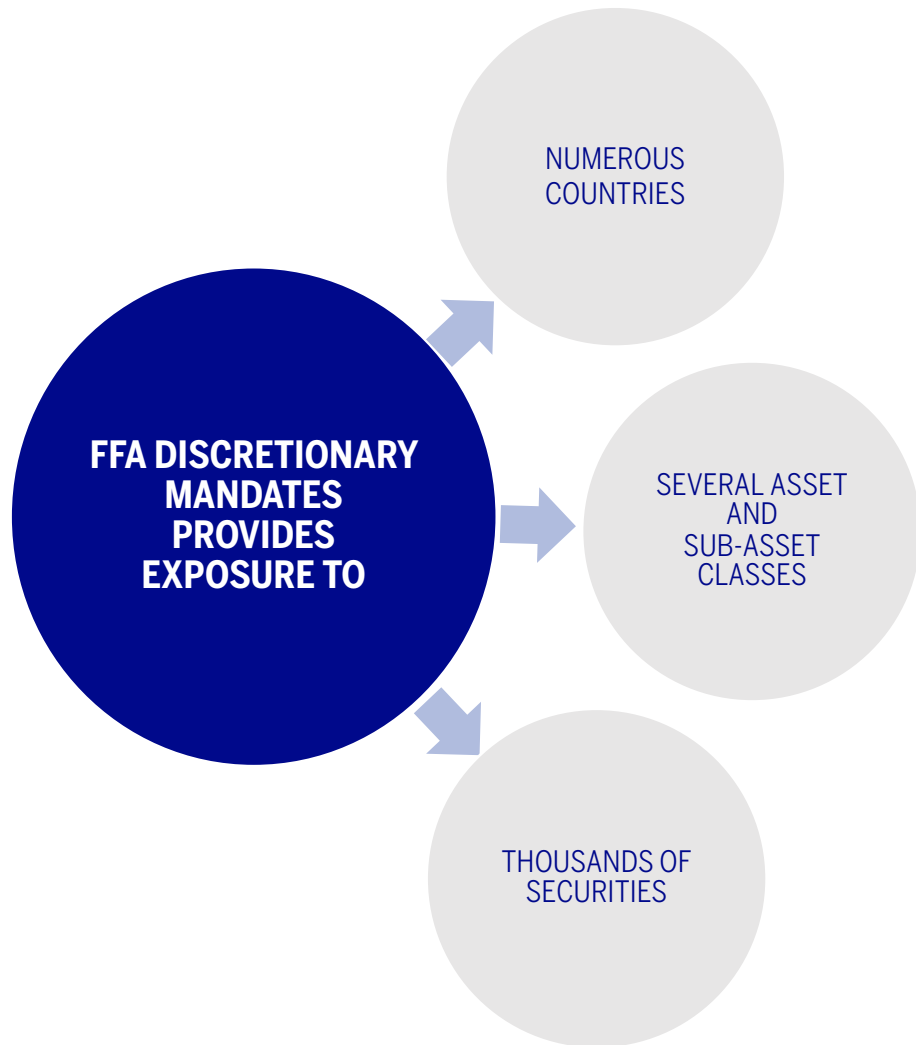 NUMEROUS
COUNTRIES
FFA DISCRETIONARY
MANDATES
PROVIDES
EXPOSURE TO
SEVERAL ASSET
AND
SUB-ASSET
CLASSES
THOUSANDS OF
SECURITIES